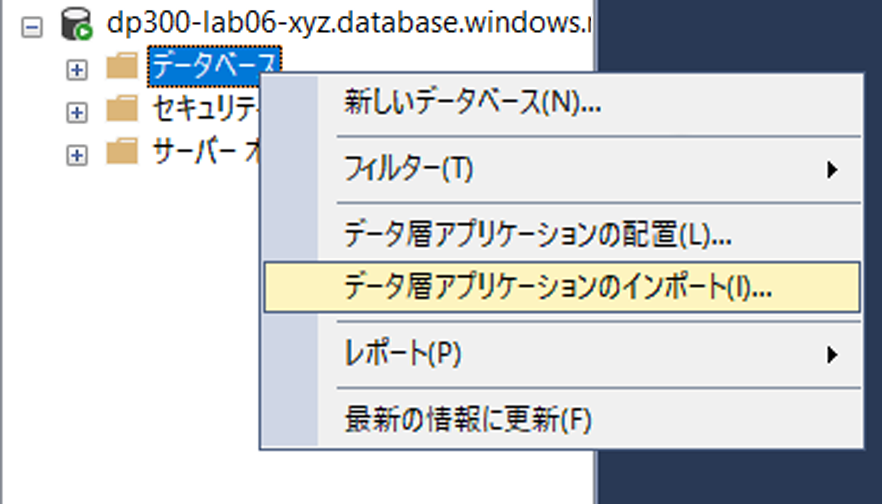 dp300-lab06-xyz.database.windows.
データベース
セキュリティ
サーバー
新しいデータベース(N)...
フィルター(T)
データ層アプリケーションの配置(L)...
データ層アプリケーションのインポート(I)...
レポート(P)
最新の情報に更新(F)